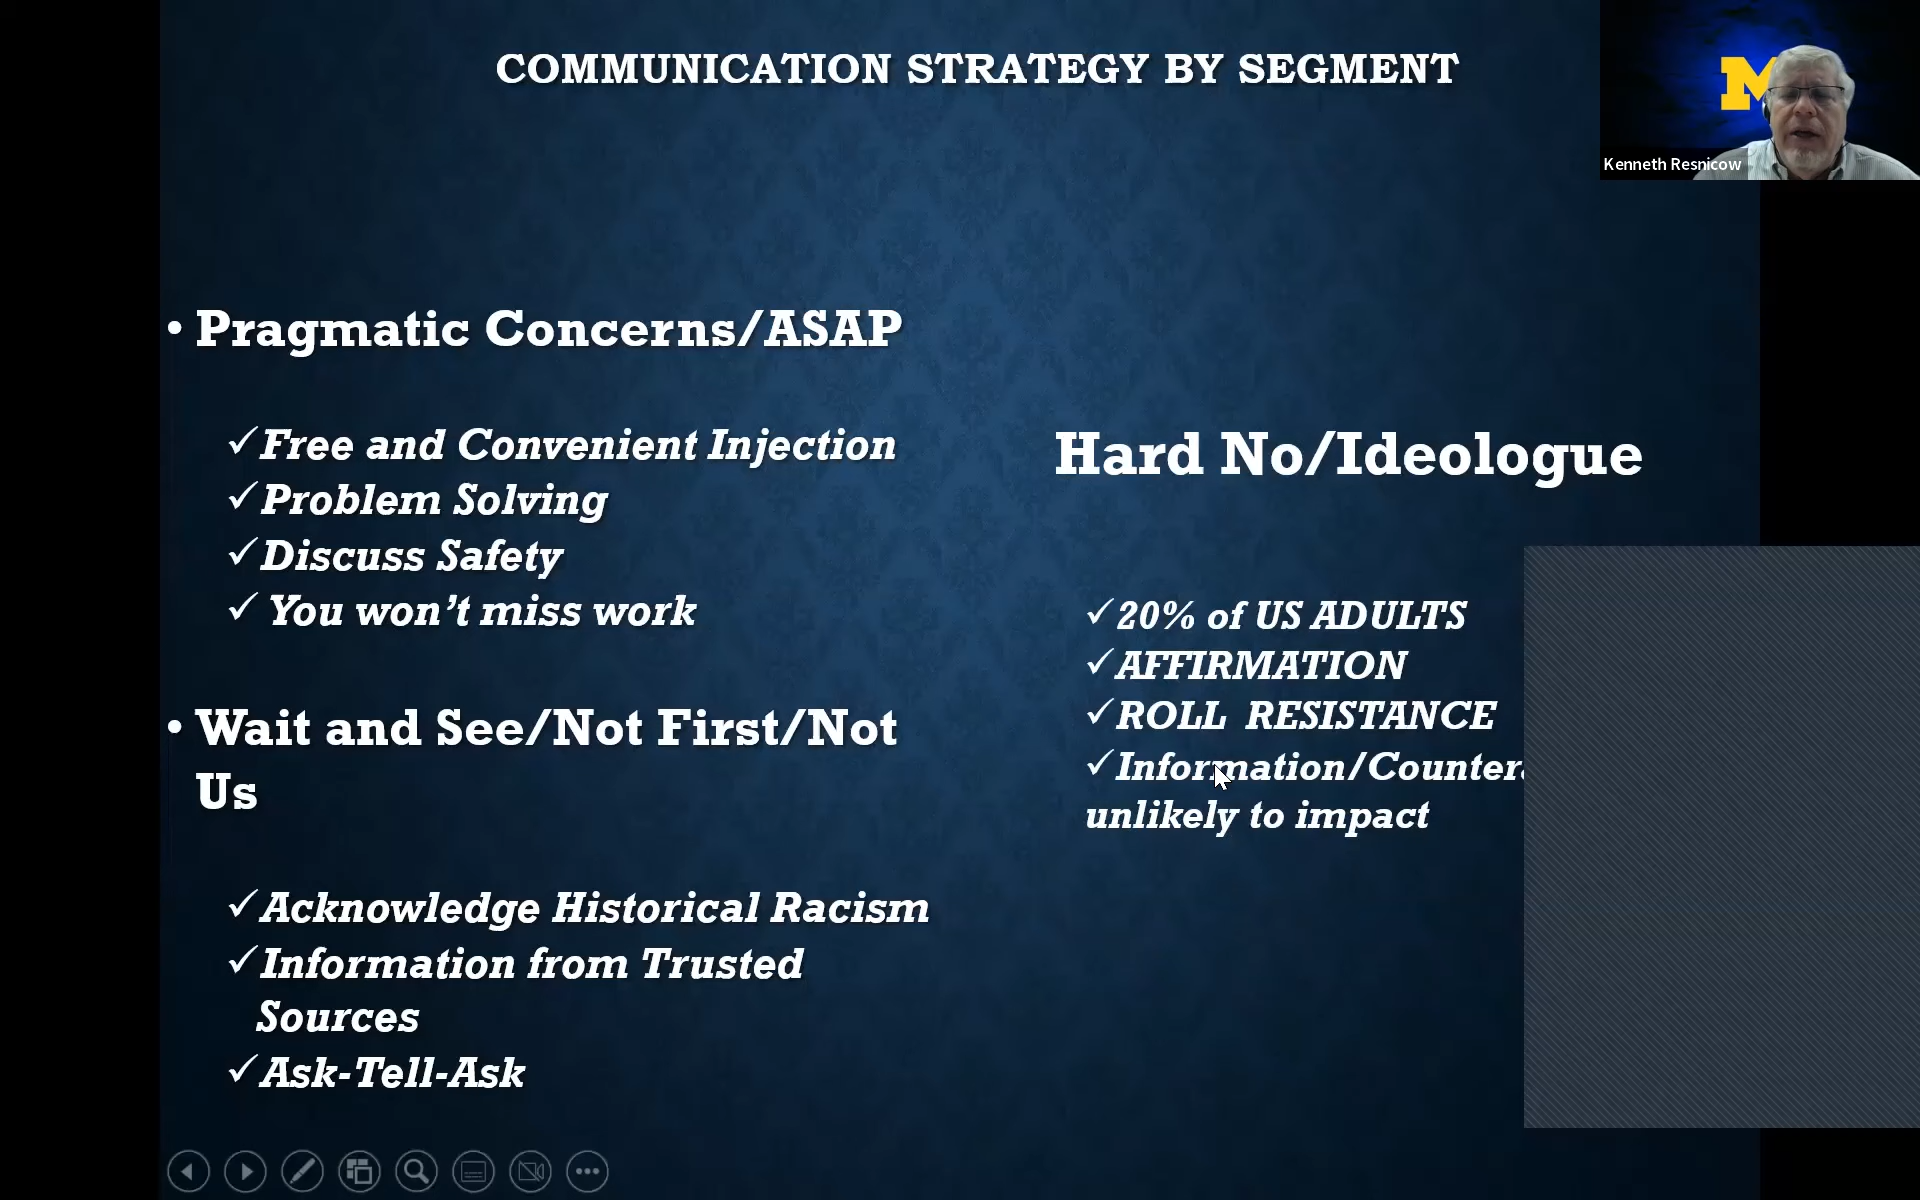 COMMUNICATION STRATEGY BY SEGMENT
M
Kenneth Resnicow
• Pragmatic Concerns/ASAP
✓Free and Convenient Injection
✓Problem Solving
✓Discuss Safety
✓ You won’t miss work
• Wait and See/Not First/Not
Us
✓Acknowledge Historical Racism
✓Information from Trusted
Sources
✓Ask-Tell-Ask
Hard No/Ideologue
✓20% of US ADULTS
✓AFFIRMATION
✓ROLL RESISTANCE
✓Information/Counter
unlikely to impact